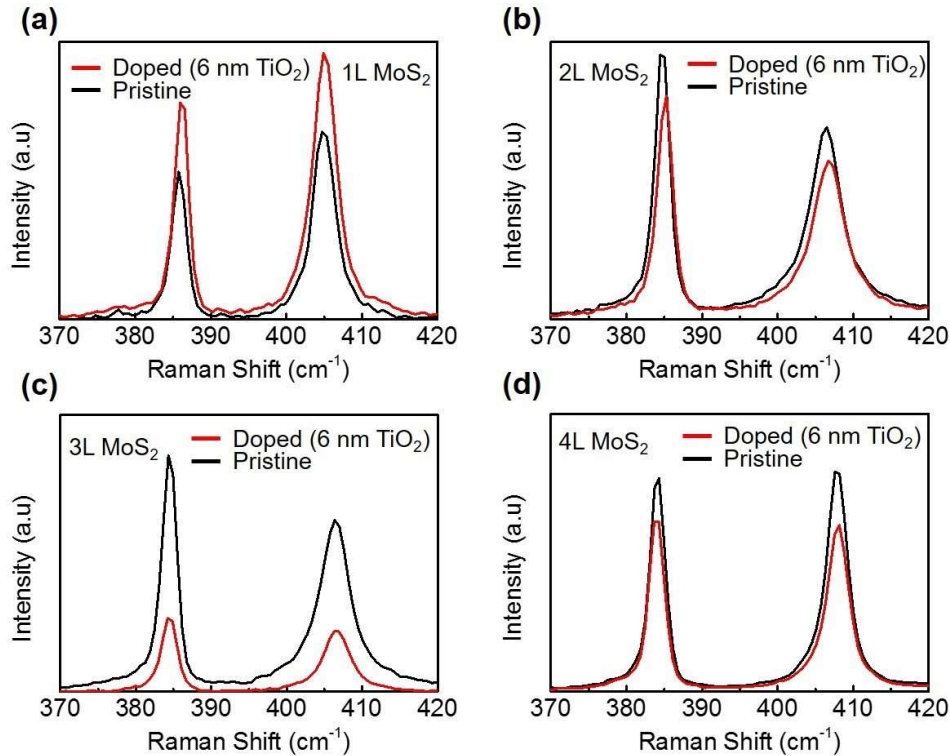 (a)
Doped (6 nm TiO₂) 1L MoS₂
Pristine
Intensity (a.u)
370 380 390 400 410 420
Raman Shift (cm⁻¹)
(b)
2L MoS₂ Doped (6 nm TiO₂)
Pristine
Intensity (a.u)
370 380 390 400 410 420
Raman Shift (cm⁻¹)
(c)
3L MoS₂ Doped (6 nm TiO₂)
Pristine
Intensity (a.u)
370 380 390 400 410 420
Raman Shift (cm⁻¹)
(d)
4L MoS₂ Doped (6 nm TiO₂)
Pristine
Intensity (a.u)
370 380 390 400 410 420
Raman Shift (cm⁻¹)